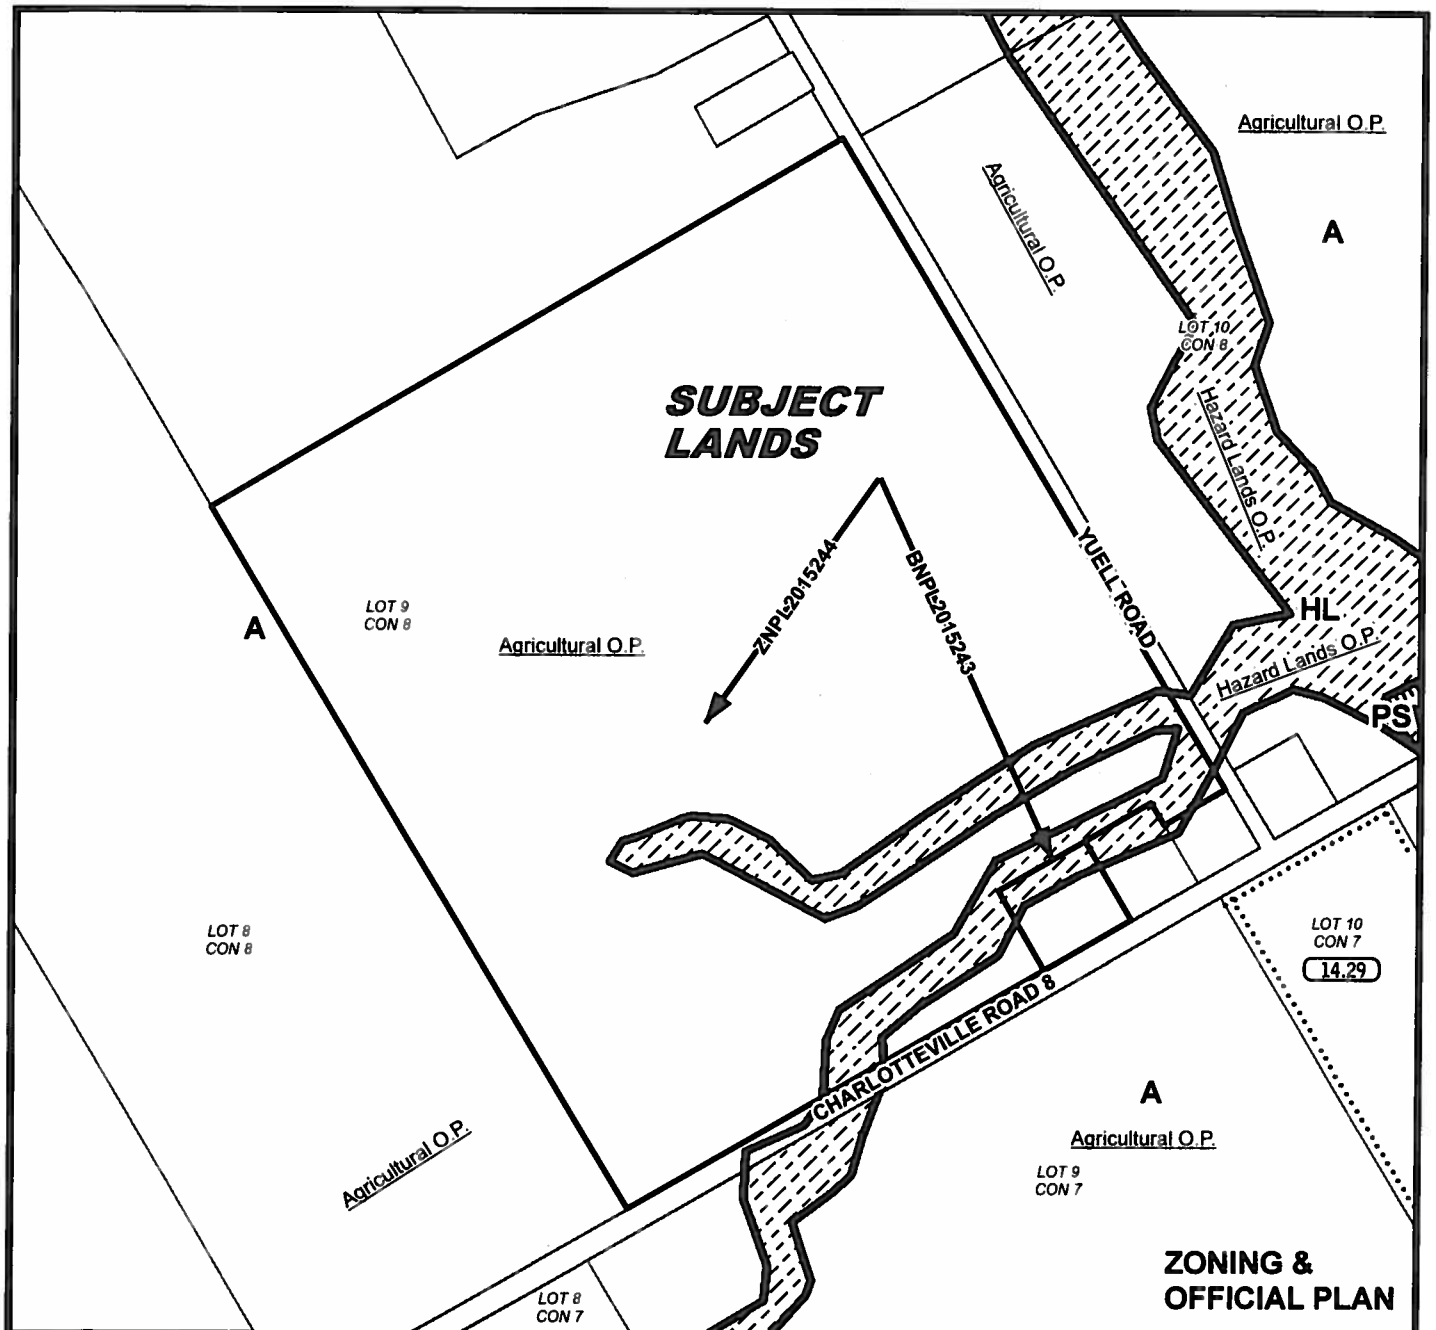 Agricultural O.P.
Agricultural O.P.
A
LOT 10
CON 8
SUBJECT
LANDS
Hazard Lands O.P.
YUELL ROAD
ZNPL2015244
BNPL2015243
LOT 9
CON 8
A
Agricultural O.P.
HL
Hazard Lands O.P.
PS
LOT 8
CON 8
LOT 10
CON 7
14.29
CHARLOTTEVILLE ROAD 8
A
Agricultural O.P.
Agricultural O.P.
LOT 9
CON 7
ZONING &
OFFICIAL PLAN
LOT 8
CON 7